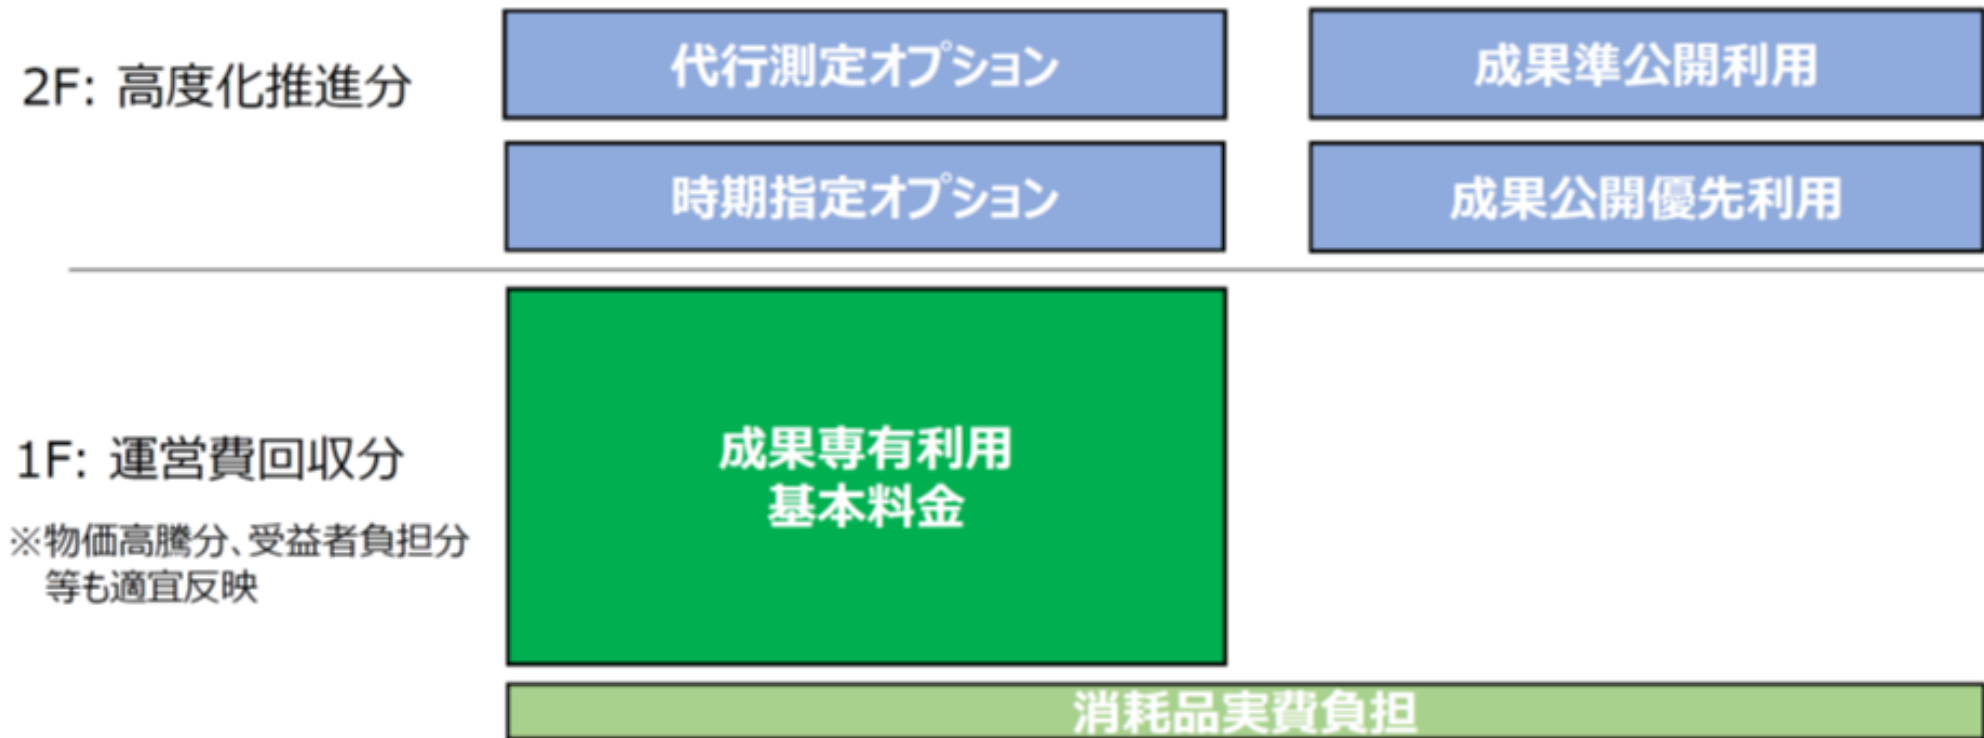 2F: 高度化推進分
代行測定オプション
成果準公開利用
時期指定オプション
成果公開優先利用
1F: 運営費回収分
※物価高騰分、受益者負担分
等も適宜反映
成果専有利用
基本料金
消耗品実費負担